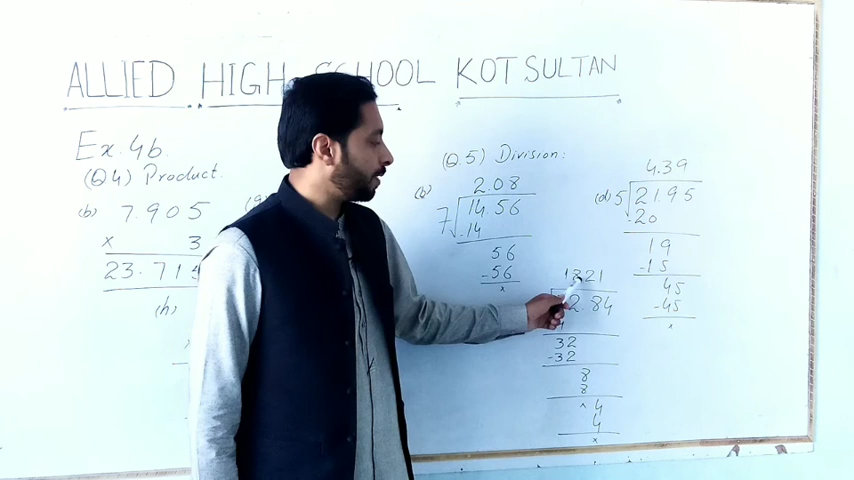 ALLIED HIGH SCHOOL KOT SULTAN
Ex. 4b
(Q4) Product.
(b) 7.905
x 3
23.715
(h)
(Q.5) Division:
(b)
2.08
7 14.56
-14
56
-56
x
1821
2.84
32
-32
8
8
x 4
4
x
4.39
(d) 5 21.95
-20
19
-15
45
-45
x